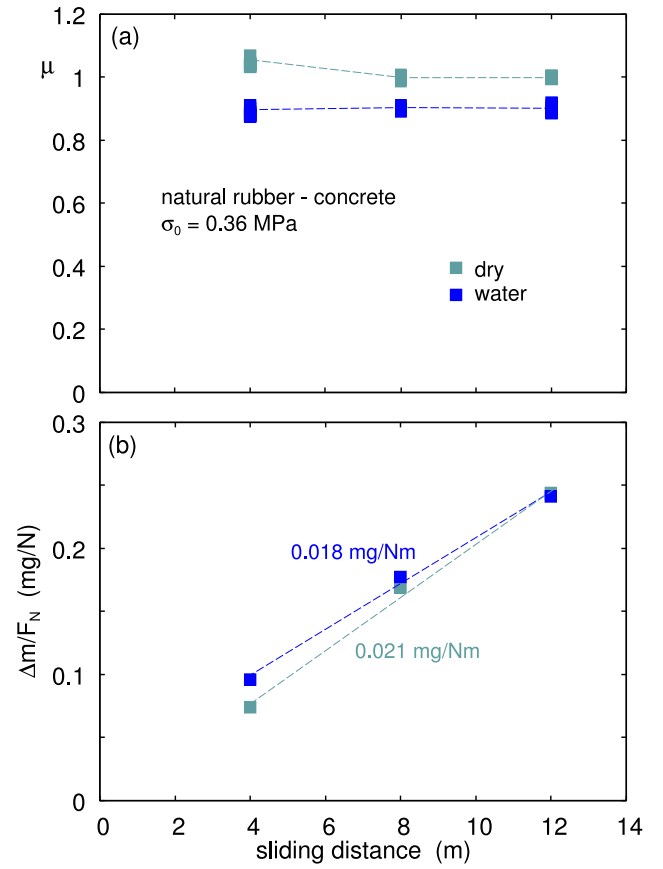 (a)
μ
1.2
1
0.8
0.6
0.4
0.2
0
natural rubber - concrete
σ₀ = 0.36 MPa
dry
water
(b)
Δm/F_N (mg/N)
0.3
0.2
0.1
0
0.018 mg/Nm
0.021 mg/Nm
0 2 4 6 8 10 12 14
sliding distance (m)